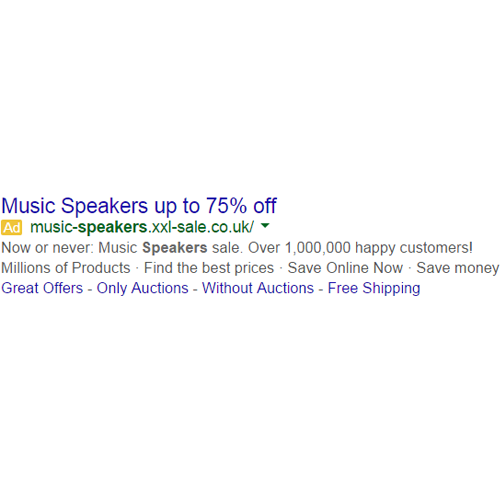 Music Speakers up to 75% off
Ad music-speakers.xxl-sale.co.uk/
Now or never: Music Speakers sale. Over 1,000,000 happy customers!
Millions of Products · Find the best prices · Save Online Now · Save money
Great Offers - Only Auctions - Without Auctions - Free Shipping